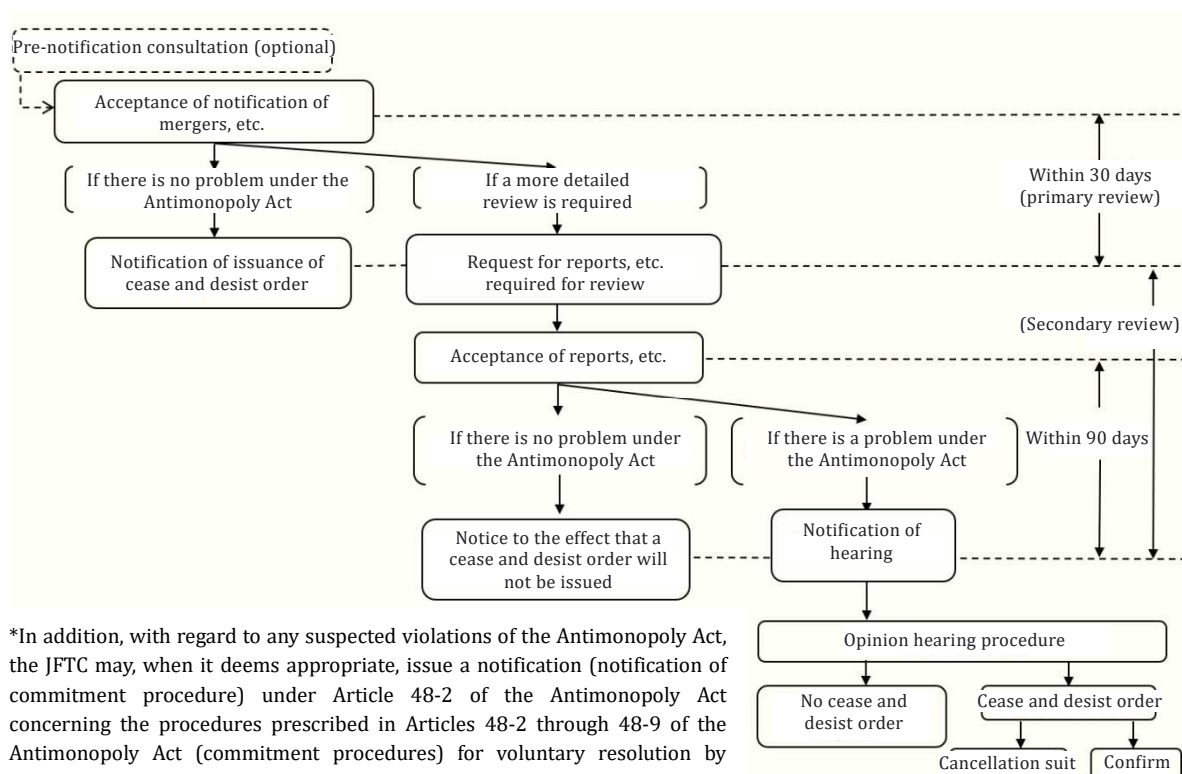 Pre-notification consultation (optional)
Acceptance of notification of
mergers, etc.
If there is no problem under the
Antimonopoly Act
If a more detailed
review is required
Within 30 days
(primary review)
Notification of issuance of
cease and desist order
Request for reports, etc.
required for review
(Secondary review)
Acceptance of reports, etc.
If there is no problem under
the Antimonopoly Act
If there is a problem under
the Antimonopoly Act
Within 90 days
Notice to the effect that a
cease and desist order will
not be issued
Notification of
hearing
Opinion hearing procedure
No cease and
desist order
Cease and desist order
Cancellation suit
Confirm
*In addition, with regard to any suspected violations of the Antimonopoly Act,
the JFTC may, when it deems appropriate, issue a notification (notification of
commitment procedure) under Article 48-2 of the Antimonopoly Act
concerning the procedures prescribed in Articles 48-2 through 48-9 of the
Antimonopoly Act (commitment procedures) for voluntary resolution by